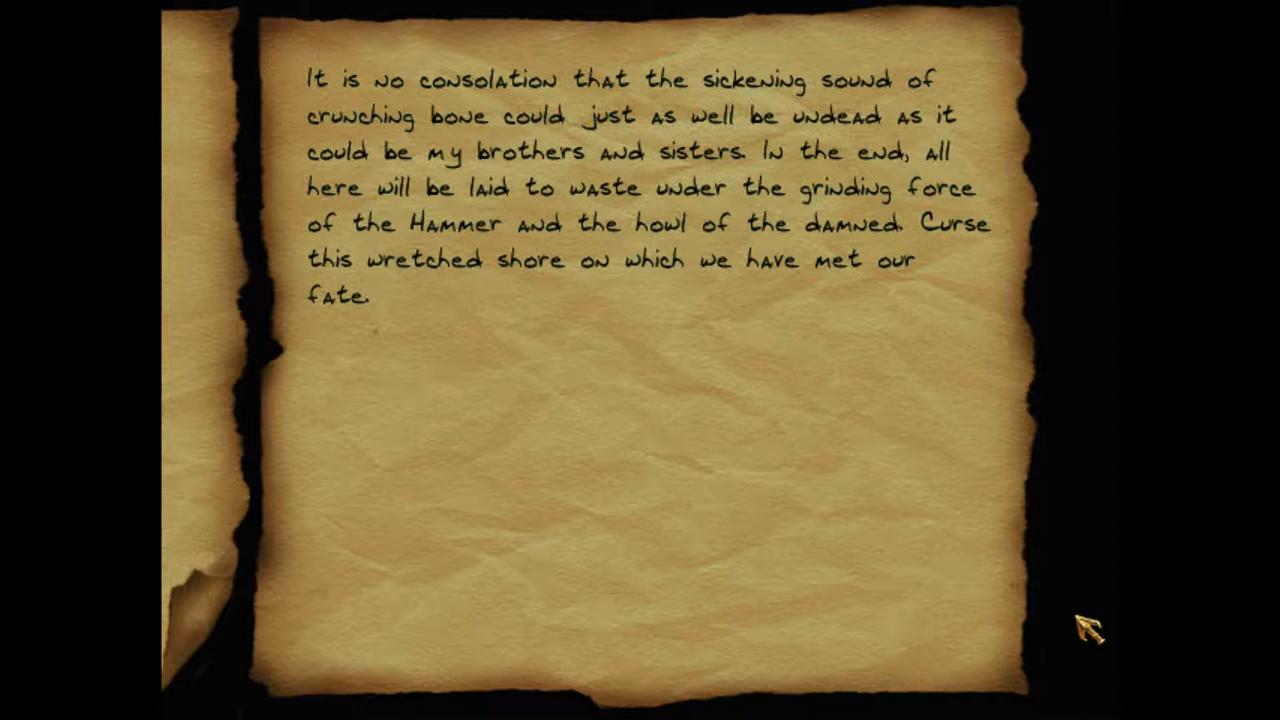 It is no consolation that the sickening sound of
crunching bone could just as well be undead as it
could be my brothers and sisters. In the end, all
here will be laid to waste under the grinding force
of the Hammer and the howl of the damned. Curse
this wretched shore on which we have met our
fate.